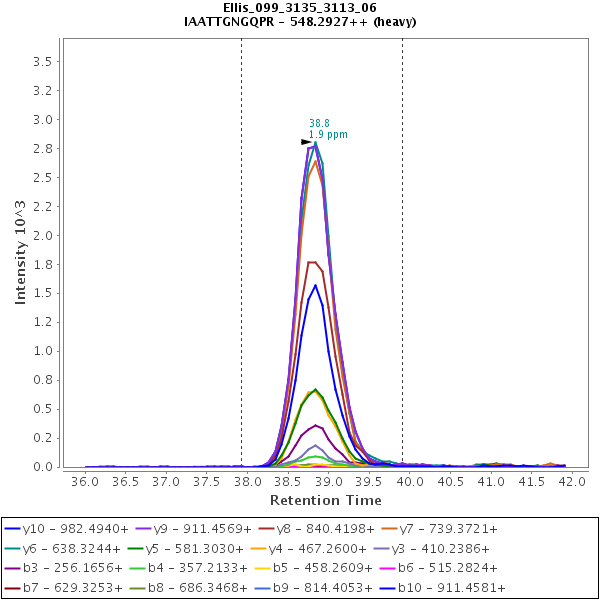 Ellis_099_3135_3113_06
IAATTGNGQPR - 548.2927++ (heavy)
38.8
1.9 ppm
3.5
3.2
3.0
2.8
2.5
2.2
2.0
1.8
1.5
1.2
1.0
0.8
0.5
0.2
0.0
Intensity 10^3
36.0 36.5 37.0 37.5 38.0 38.5 39.0 39.5 40.0 40.5 41.0 41.5 42.0
Retention Time
y10 - 982.4940+ y9 - 911.4569+ y8 - 840.4198+ y7 - 739.3721+
y6 - 638.3244+ y5 - 581.3030+ y4 - 467.2600+ y3 - 410.2386+
b3 - 256.1656+ b4 - 357.2133+ b5 - 458.2609+ b6 - 515.2824+
b7 - 629.3253+ b8 - 686.3468+ b9 - 814.4053+ b10 - 911.4581+